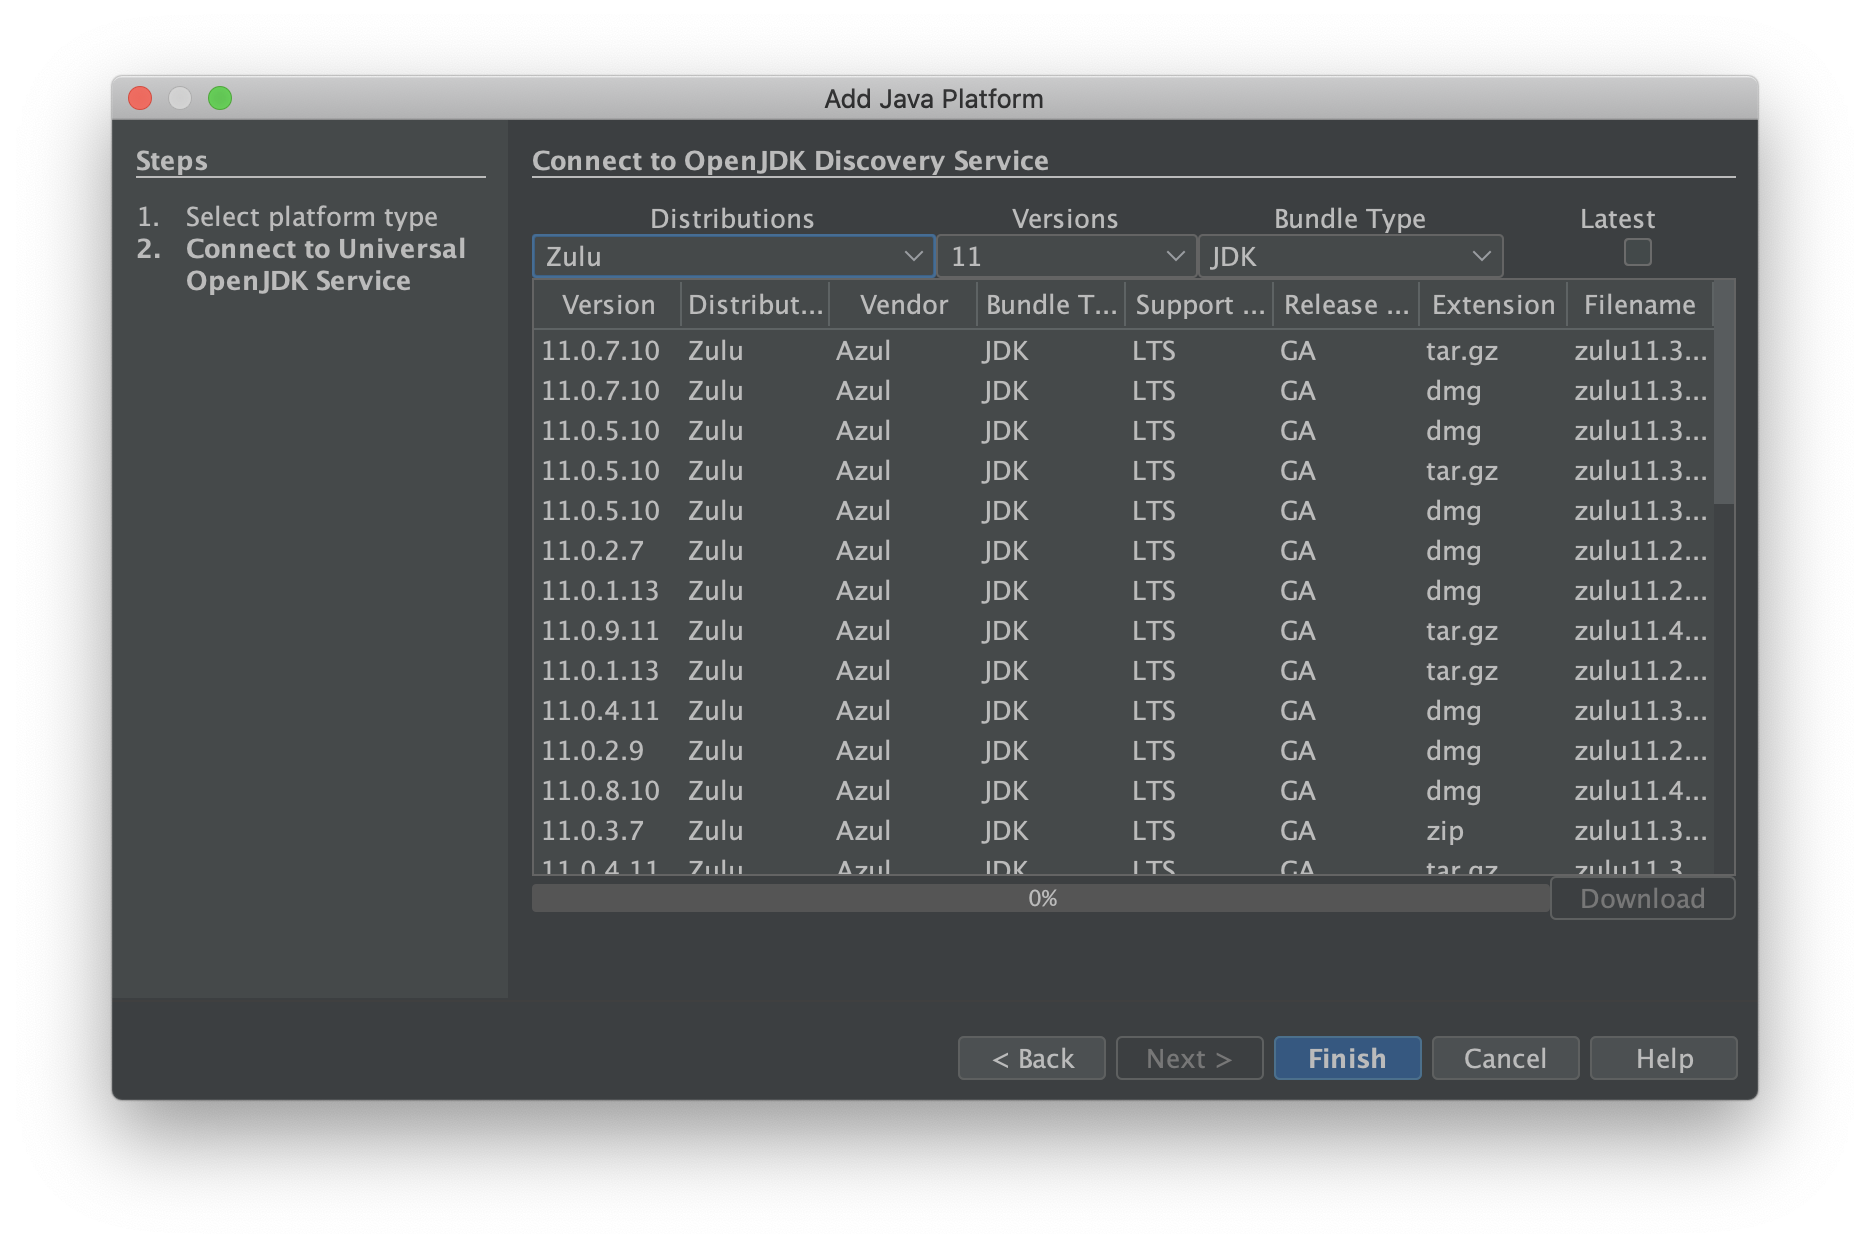 Add Java Platform
Steps
1. Select platform type
2. Connect to Universal
OpenJDK Service
Connect to OpenJDK Discovery Service
Distributions Versions Bundle Type Latest
Zulu 11 JDK
Version Distribut... Vendor Bundle T... Support ... Release ... Extension Filename
11.0.7.10 Zulu Azul JDK LTS GA tar.gz zulu11.3...
11.0.7.10 Zulu Azul JDK LTS GA dmg zulu11.3...
11.0.5.10 Zulu Azul JDK LTS GA dmg zulu11.3...
11.0.5.10 Zulu Azul JDK LTS GA tar.gz zulu11.3...
11.0.5.10 Zulu Azul JDK LTS GA dmg zulu11.3...
11.0.2.7 Zulu Azul JDK LTS GA dmg zulu11.2...
11.0.1.13 Zulu Azul JDK LTS GA dmg zulu11.2...
11.0.9.11 Zulu Azul JDK LTS GA tar.gz zulu11.4...
11.0.1.13 Zulu Azul JDK LTS GA tar.gz zulu11.2...
11.0.4.11 Zulu Azul JDK LTS GA dmg zulu11.3...
11.0.2.9 Zulu Azul JDK LTS GA dmg zulu11.2...
11.0.8.10 Zulu Azul JDK LTS GA dmg zulu11.4...
11.0.3.7 Zulu Azul JDK LTS GA zip zulu11.3...
11.0.4.11 Zulu Azul JDK LTS GA tar.gz zulu11.3
0% Download
< Back Next > Finish Cancel Help